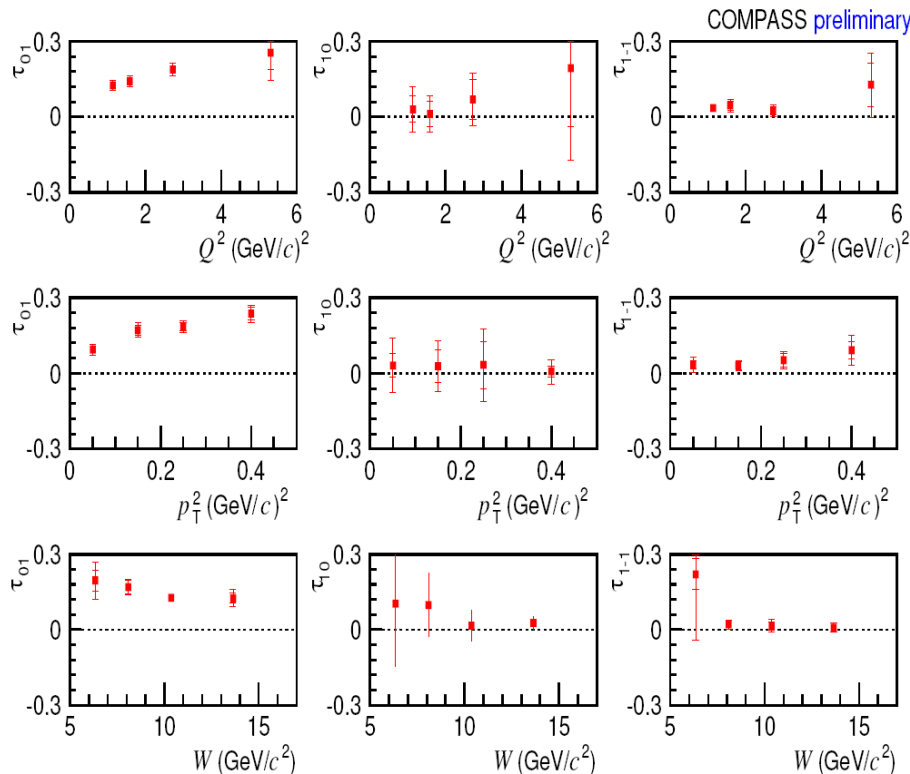 COMPASS preliminary
τ01 0.3 0 -0.3 0 2 4 6 Q² (GeV/c)²
τ10 0.3 0 -0.3 0 2 4 6 Q² (GeV/c)²
τ1-1 0.3 0 -0.3 0 2 4 6 Q² (GeV/c)²
τ01 0.3 0 -0.3 0 0.2 0.4 p_T² (GeV/c)²
τ10 0.3 0 -0.3 0 0.2 0.4 p_T² (GeV/c)²
τ1-1 0.3 0 -0.3 0 0.2 0.4 p_T² (GeV/c)²
τ01 0.3 0 -0.3 5 10 15 W (GeV/c²)
τ10 0.3 0 -0.3 5 10 15 W (GeV/c²)
τ1-1 0.3 0 -0.3 5 10 15 W (GeV/c²)